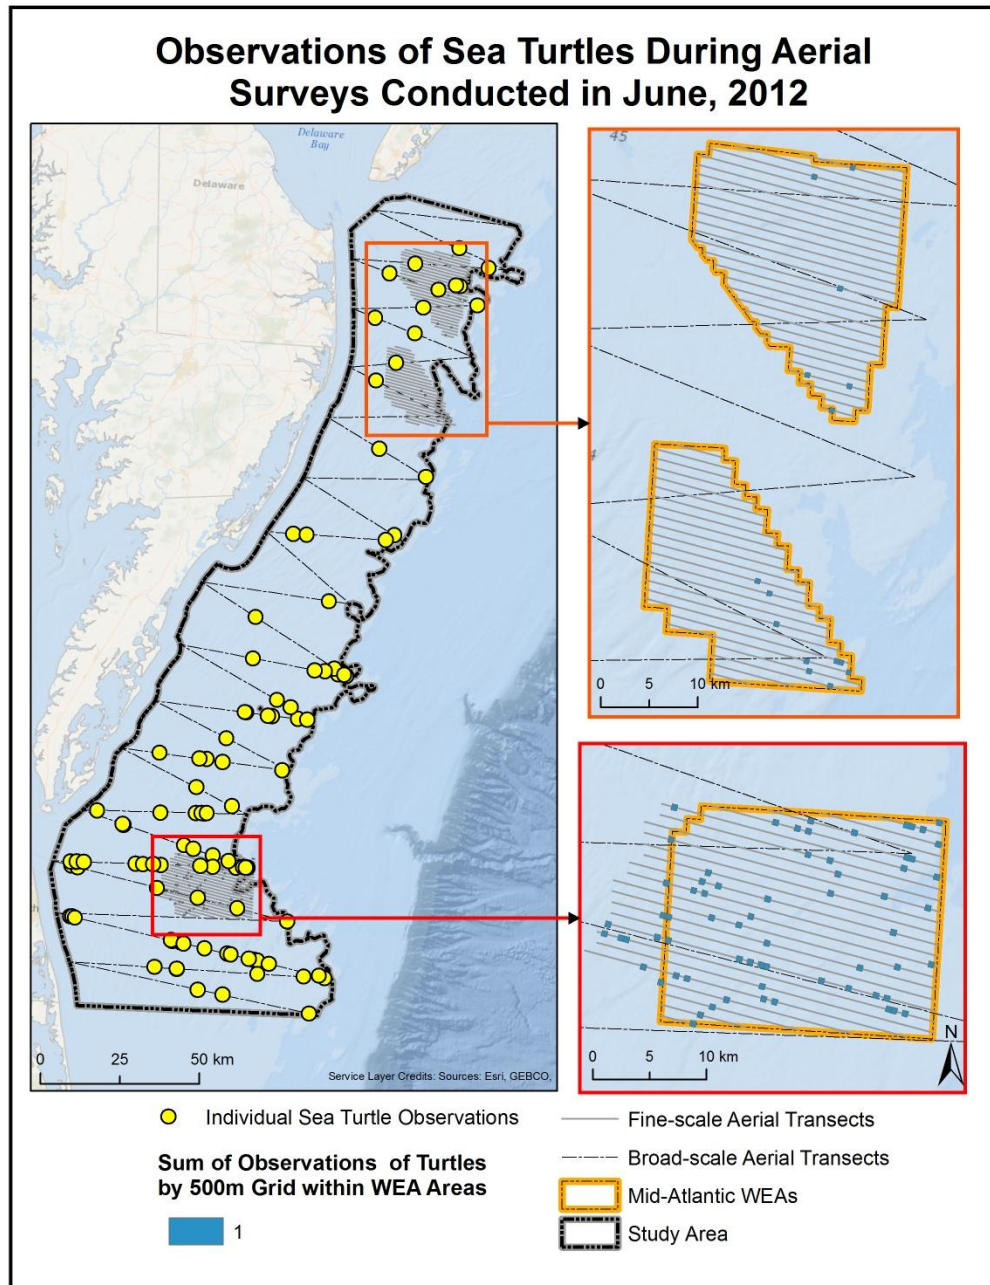 Observations of Sea Turtles During Aerial
Surveys Conducted in June, 2012
Delaware
Bay
Delaware
0 25 50 km
Service Layer Credits: Sources: Esri, GEBCO,
45
0 5 10 km
0 5 10 km
N
Individual Sea Turtle Observations
Sum of Observations of Turtles
by 500m Grid within WEA Areas
1
Fine-scale Aerial Transects
Broad-scale Aerial Transects
Mid-Atlantic WEAs
Study Area